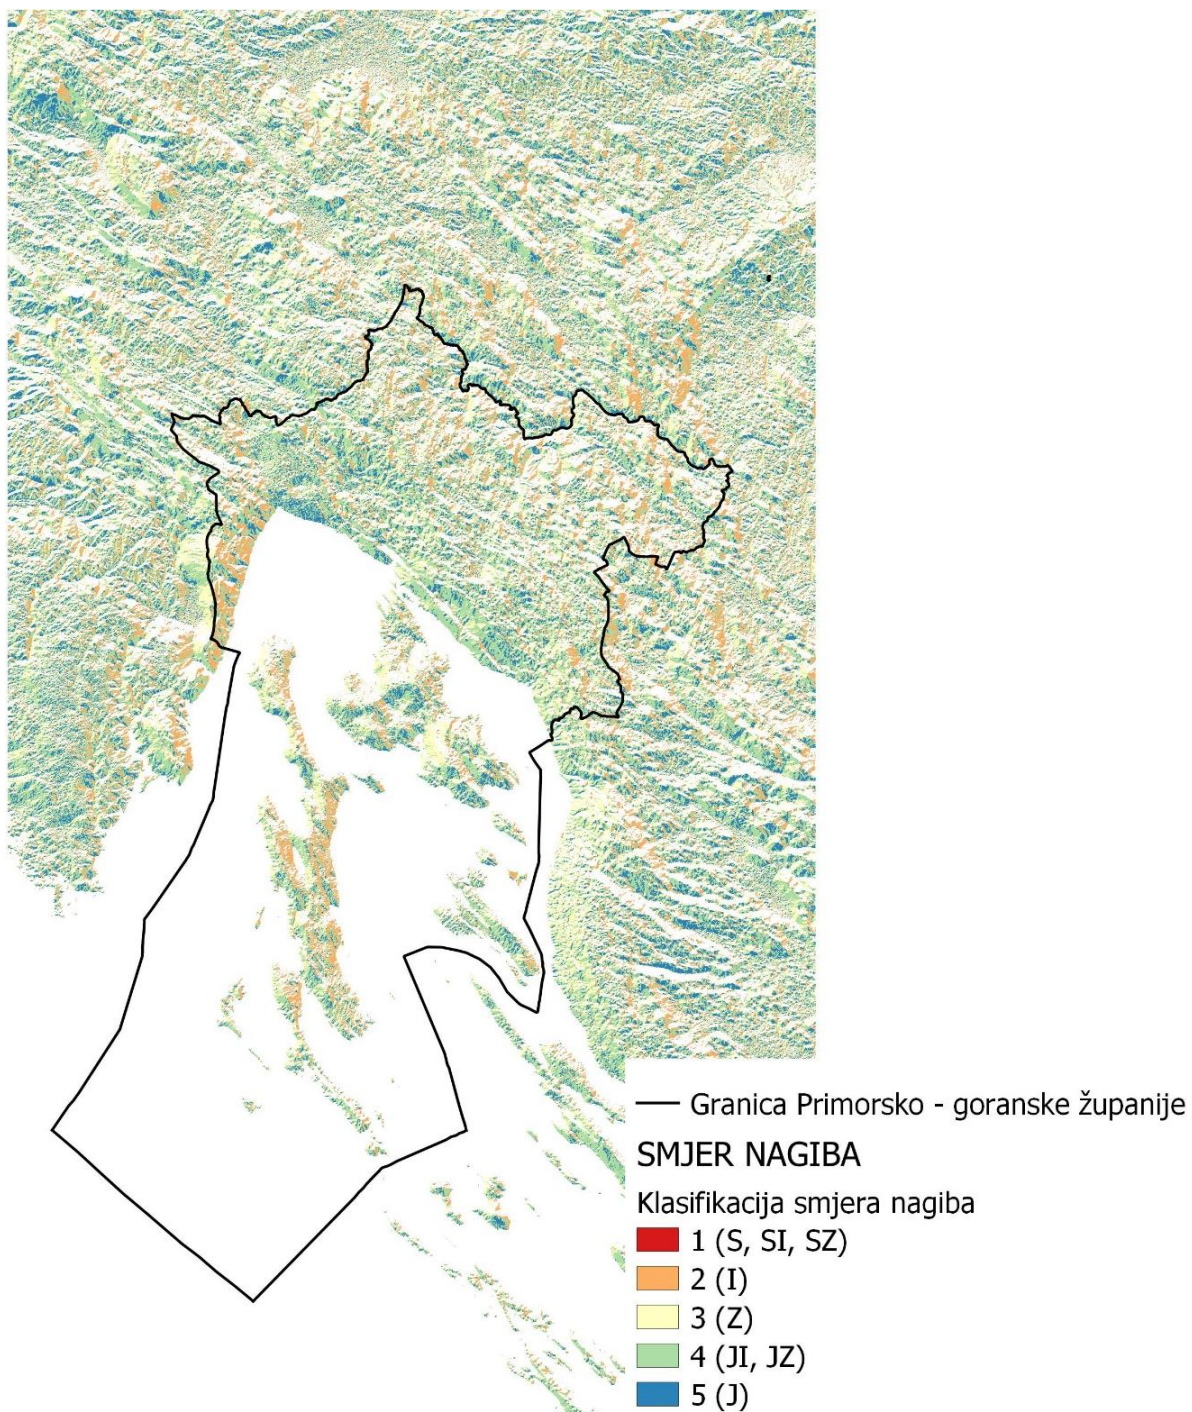 Granica Primorsko - goranske županije
SMJER NAGIBA
Klasifikacija smjera nagiba
1 (S, SI, SZ)
2 (I)
3 (Z)
4 (JI, JZ)
5 (J)